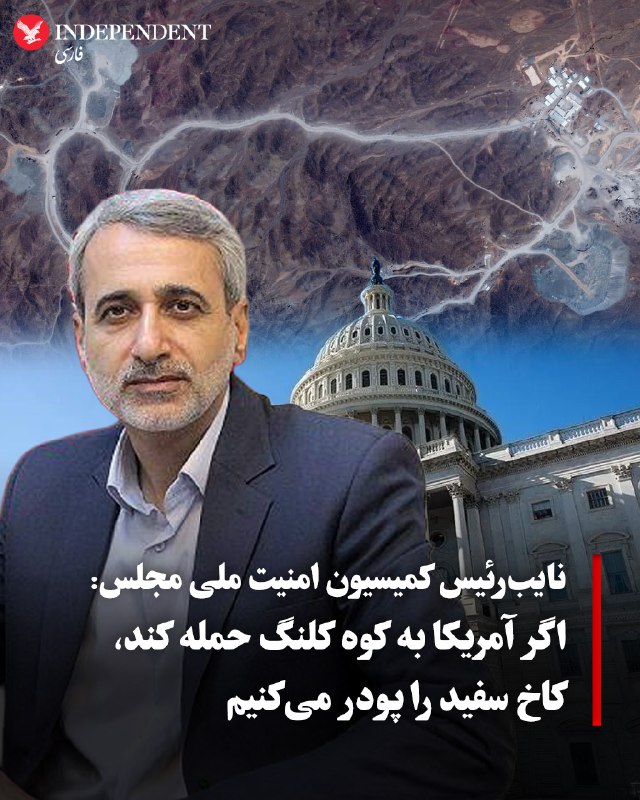 INDEPENDENT
فارسی
نایب‌رئیس کمیسیون امنیت ملی مجلس:
اگر آمریکا به کوه کلنگ حمله کند،
کاخ سفید را پودر می‌کنیم